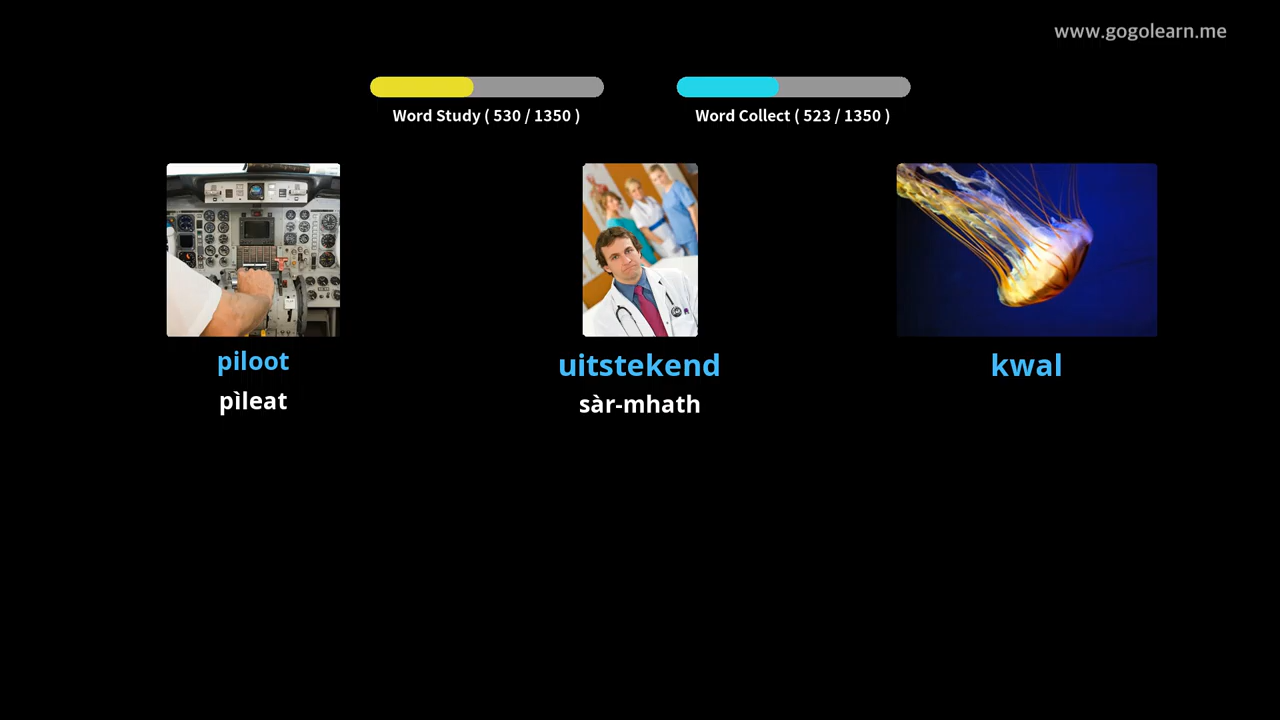 www.gogolearn.me
Word Study ( 530 / 1350 )
Word Collect ( 523 / 1350 )
piloot
uitstekend
kwal
pìleat
sàr-mhath